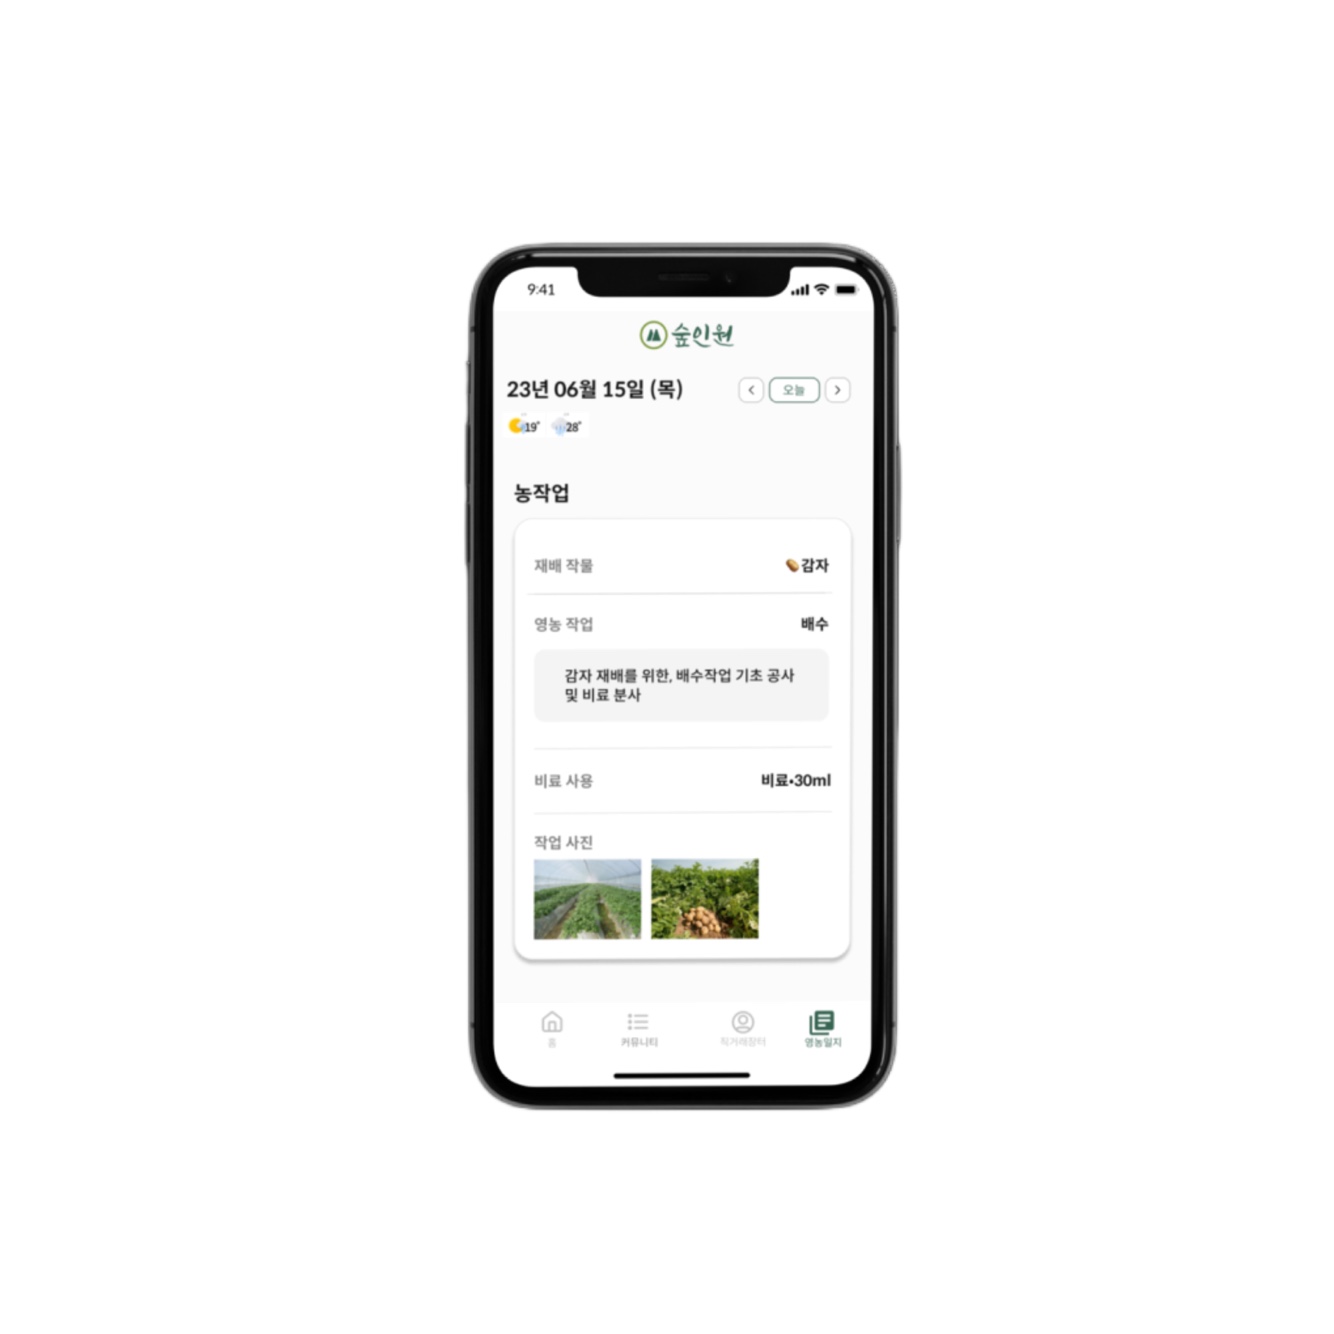 9:41
숲인원
23년 06월 15일 (목)
오늘
19° 28°
농작업
재배 작물 감자
영농 작업 배수
감자 재배를 위한, 배수작업 기초 공사
및 비료 분사
비료 사용 비료•30ml
작업 사진
홈 커뮤니티 직거래장터 영농일지